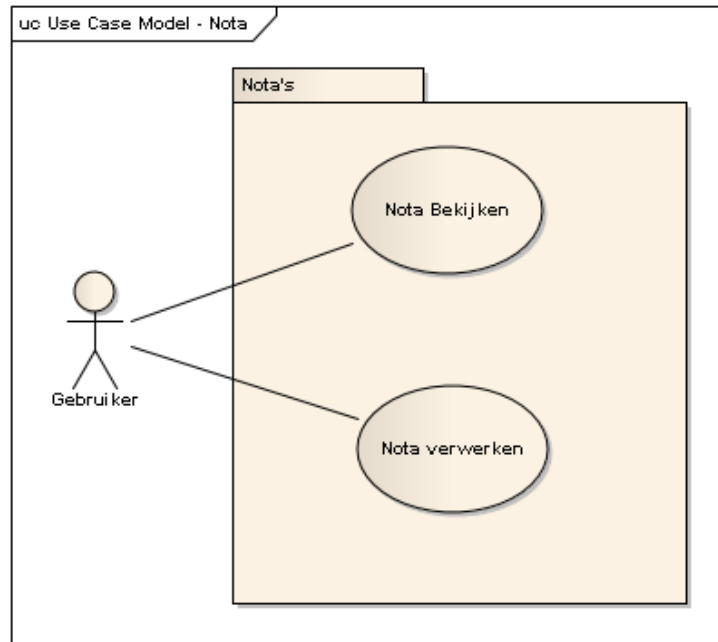 uc Use Case Model - Nota
Nota's
Nota Bekijken
Gebruiker
Nota verwerken